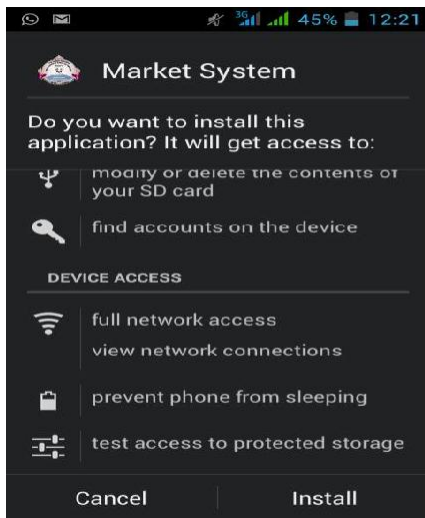 3G 45% 12:21
Market System
Do you want to install this
application? It will get access to:
modify or delete the contents of
your SD card
find accounts on the device
DEVICE ACCESS
full network access
view network connections
prevent phone from sleeping
test access to protected storage
Cancel Install